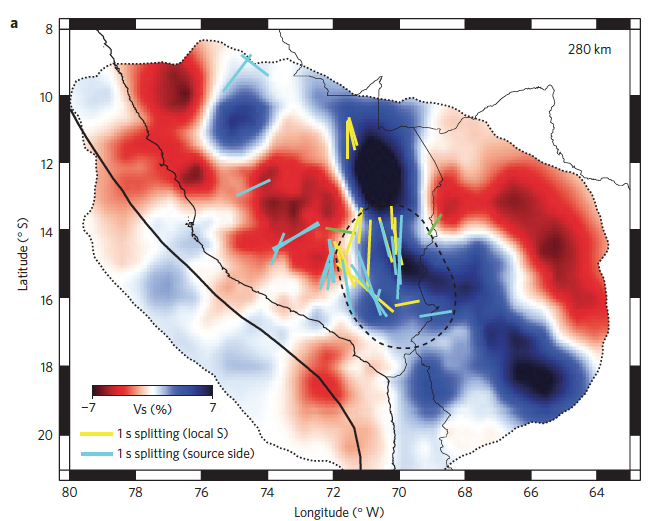 a
8
280 km
10
12
14
16
18
20
Latitude (° S)
−7
7
Vs (%)
1 s splitting (local S)
1 s splitting (source side)
80
78
76
74
72
70
68
66
64
Longitude (° W)